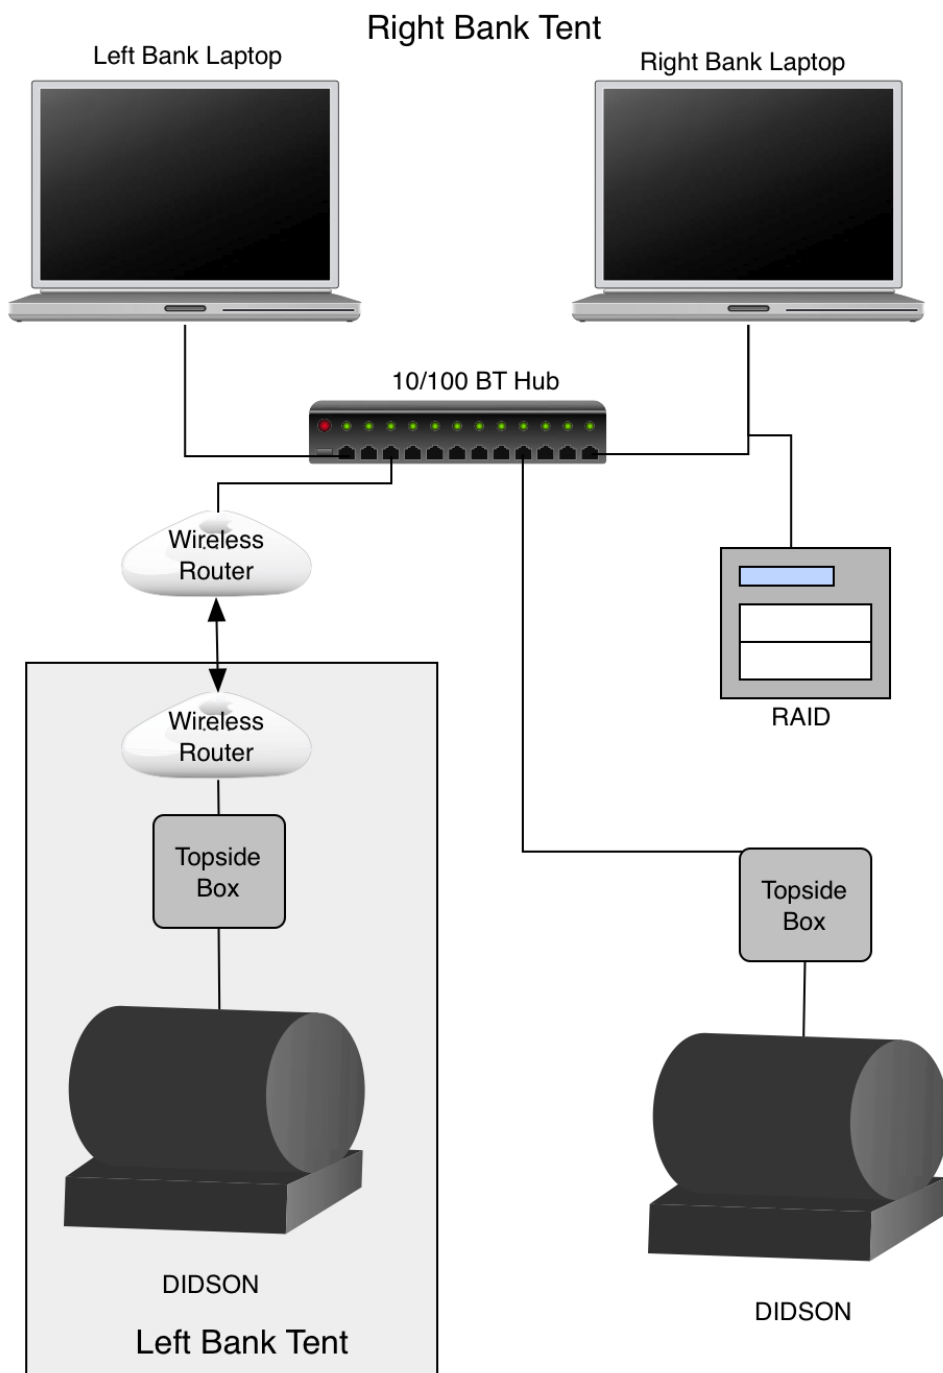 Right Bank Tent
Left Bank Laptop
Right Bank Laptop
10/100 BT Hub
Wireless
Router
RAID
Wireless
Router
Topside
Box
Topside
Box
DIDSON
DIDSON
Left Bank Tent